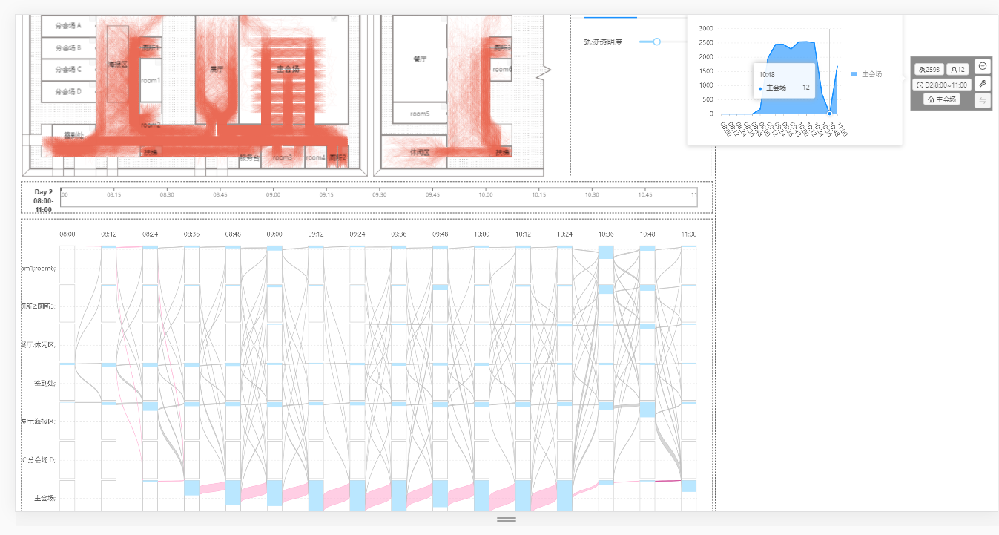 分会场 A
分会场 B
分会场 C
分会场 D
海报区
厕所1
room1
room2
签到处
扶梯
展厅
主会场
服务台
room3
room4
厕所2
餐厅
厕所3
room6
room5
休闲区
扶梯
轨迹透明度
3000
2500
2000
1500
1000
500
0
10:48
主会场 12
主会场
08:00 08:12 08:24 08:36 08:48 09:00 09:12 09:24 09:36 09:48 10:00 10:12 10:24 10:36 10:48 11:00
2593 12
D2|8:00~11:00
主会场
Day 2
08:00-
11:00
:00 08:15 08:30 08:45 09:00 09:15 09:30 09:45 10:00 10:15 10:30 10:45 11
08:00 08:12 08:24 08:36 08:48 09:00 09:12 09:24 09:36 09:48 10:00 10:12 10:24 10:36 10:48 11:00
om1;room6;
厕所2;厕所3;
餐厅;休闲区;
签到处;
展厅;海报区;
C;分会场 D;
主会场;